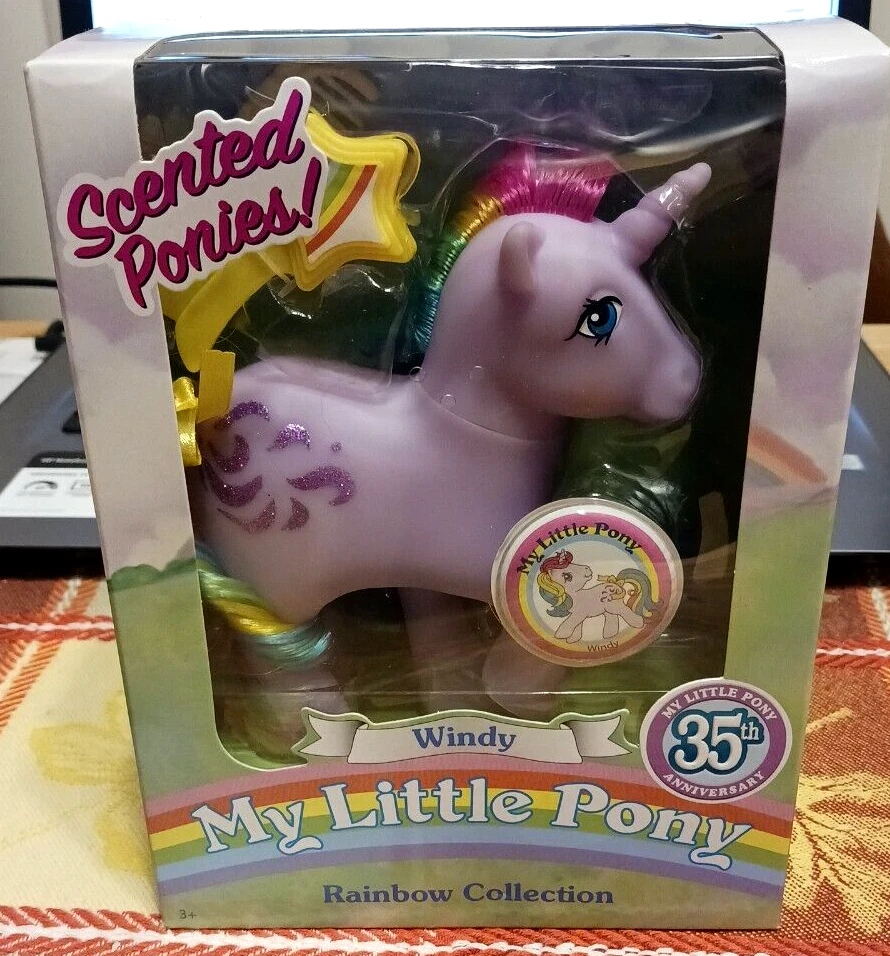 Scented
Ponies!
My Little Pony
Windy
Windy
MY LITTLE PONY
35th
ANNIVERSARY
My Little Pony
Rainbow Collection
3+